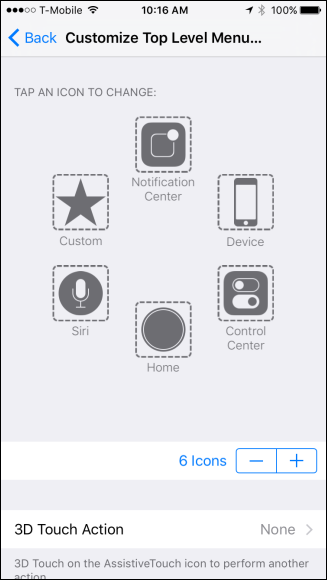 T-Mobile 10:16 AM 100%
Back Customize Top Level Menu...
TAP AN ICON TO CHANGE:
Notification
Center
Custom
Device
Siri
Control
Center
Home
6 Icons
3D Touch Action None
3D Touch on the AssistiveTouch icon to perform another
action.